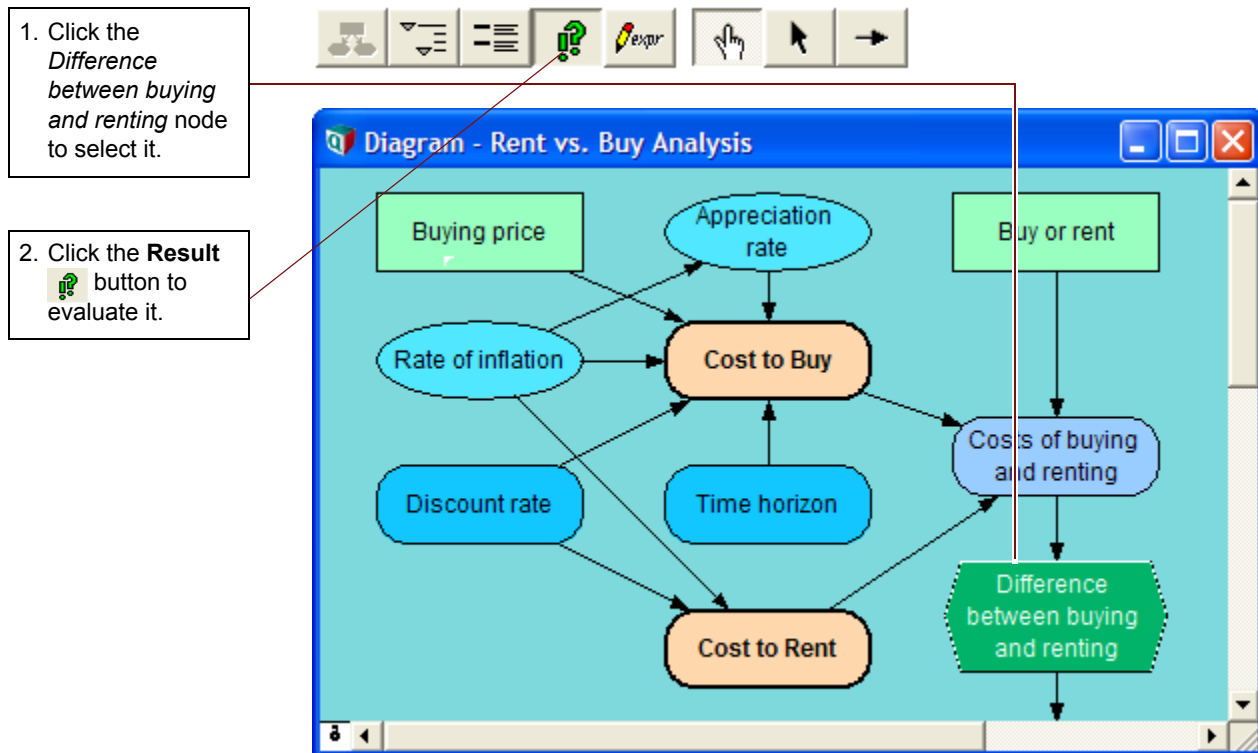 1. Click the
Difference
between buying
and renting node
to select it.
2. Click the Result
button to
evaluate it.
expr
Diagram - Rent vs. Buy Analysis
Buying price
Appreciation
rate
Buy or rent
Rate of inflation
Cost to Buy
Costs of buying
and renting
Discount rate
Time horizon
Difference
between buying
and renting
Cost to Rent